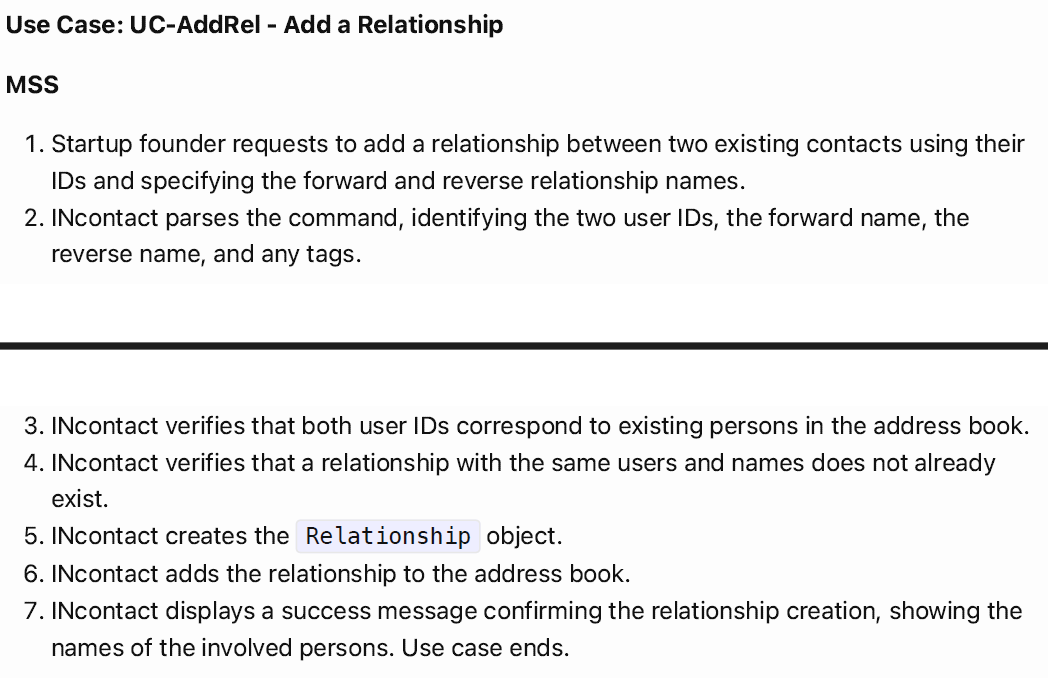 Use Case: UC-AddRel - Add a Relationship
MSS
1. Startup founder requests to add a relationship between two existing contacts using their
IDs and specifying the forward and reverse relationship names.
2. INcontact parses the command, identifying the two user IDs, the forward name, the
reverse name, and any tags.
3. INcontact verifies that both user IDs correspond to existing persons in the address book.
4. INcontact verifies that a relationship with the same users and names does not already
exist.
5. INcontact creates the Relationship object.
6. INcontact adds the relationship to the address book.
7. INcontact displays a success message confirming the relationship creation, showing the
names of the involved persons. Use case ends.